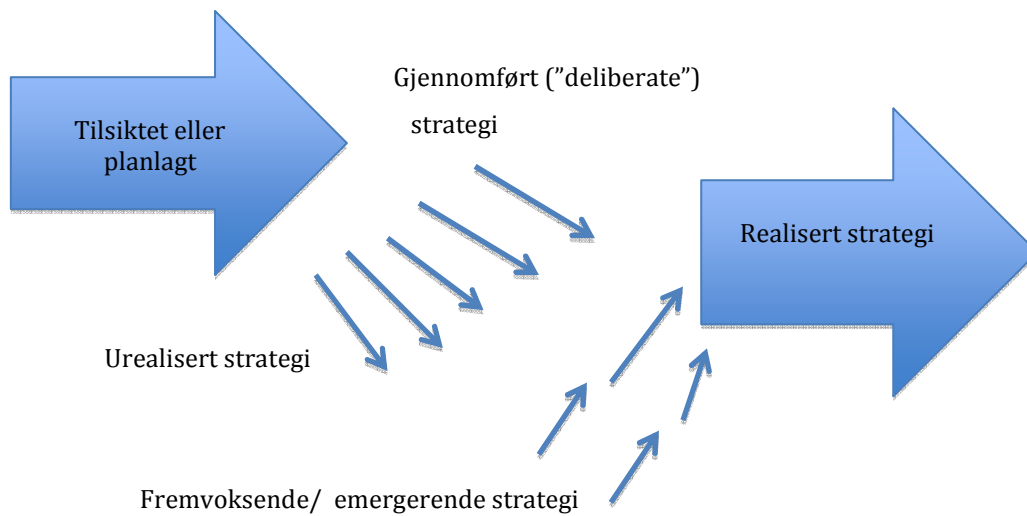 Gjennomført (”deliberate”)
strategi
Tilsiktet eller
planlagt
Realisert strategi
Urealisert strategi
Fremvoksende/ emergerende strategi